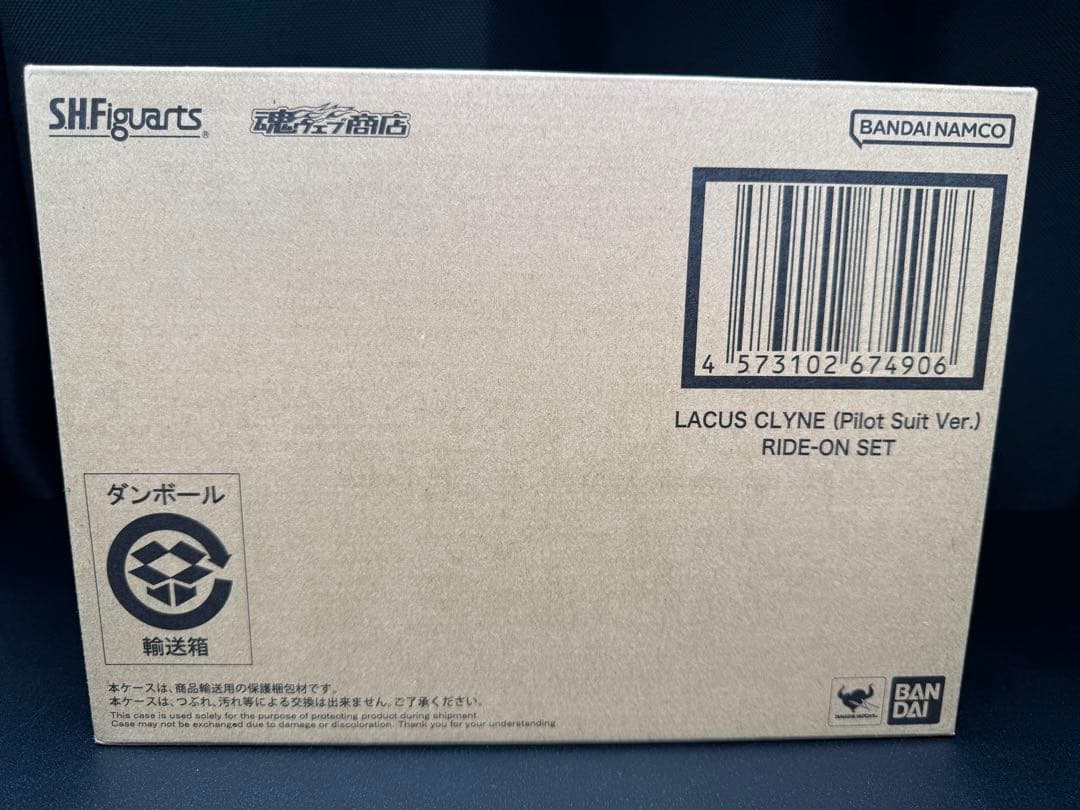 S.H.Figuarts®
魂ウェブ商店
BANDAI NAMCO
4 573102 674906
LACUS CLYNE (Pilot Suit Ver.)
RIDE-ON SET
ダンボール
輸送箱
本ケースは、商品輸送用の保護梱包材です。
本ケースは、つぶれ、汚れ等による交換は出来ません。ご了承ください。
This case is used solely for the purpose of protecting product during shipment.
Case may not be exchanged due to damage or discoloration. Thank you for your understanding.
BAN
DAI